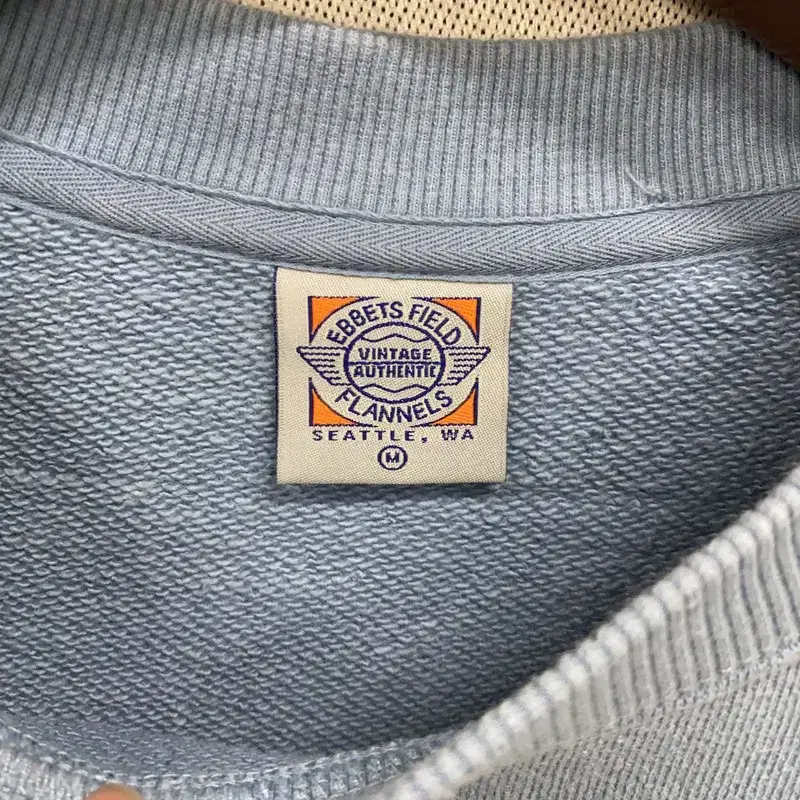 EBBETS FIELD
VINTAGE
AUTHENTIC
FLANNELS
SEATTLE, WA
M